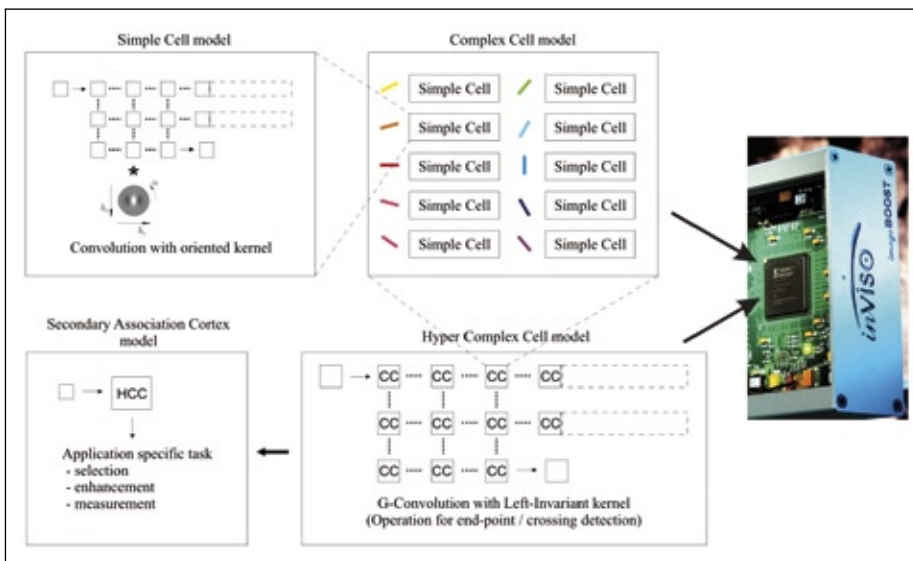 Simple Cell model
Convolution with oriented kernel
Complex Cell model
Simple Cell
Simple Cell
Simple Cell
Simple Cell
Simple Cell
Simple Cell
Simple Cell
Simple Cell
Simple Cell
Simple Cell
inViso
imageBOOST
Secondary Association Cortex
model
HCC
Application specific task
- selection
- enhancement
- measurement
Hyper Complex Cell model
CC CC CC CC
CC CC CC CC
CC CC CC
G-Convolution with Left-Invariant kernel
(Operation for end-point / crossing detection)